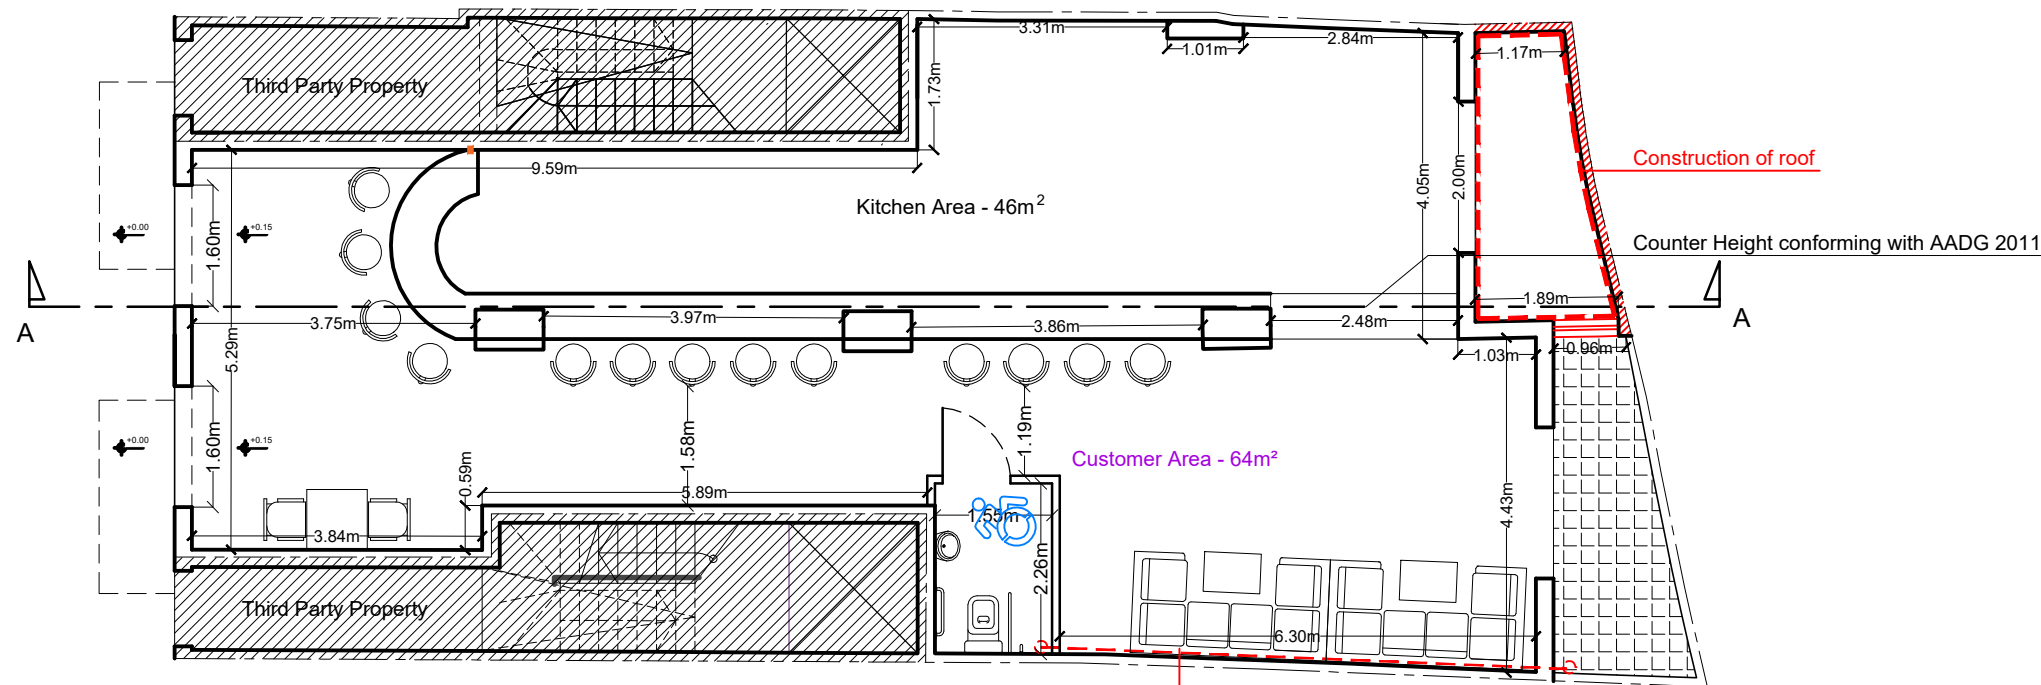 3.31m
1.01m
2.84m
1.17m
Third Party Property
1.73m
9.59m
4.05m
2.00m
Construction of roof
Kitchen Area - 46m²
+0.00
+0.15
1.60m
Counter Height conforming with AADG 2011
1.89m
A
A
3.75m
3.97m
3.86m
2.48m
5.29m
1.03m
0.96m
+0.00
+0.15
1.60m
1.58m
1.19m
0.59m
Customer Area - 64m²
5.89m
1.55m
4.43m
3.84m
2.26m
Third Party Property
6.30m